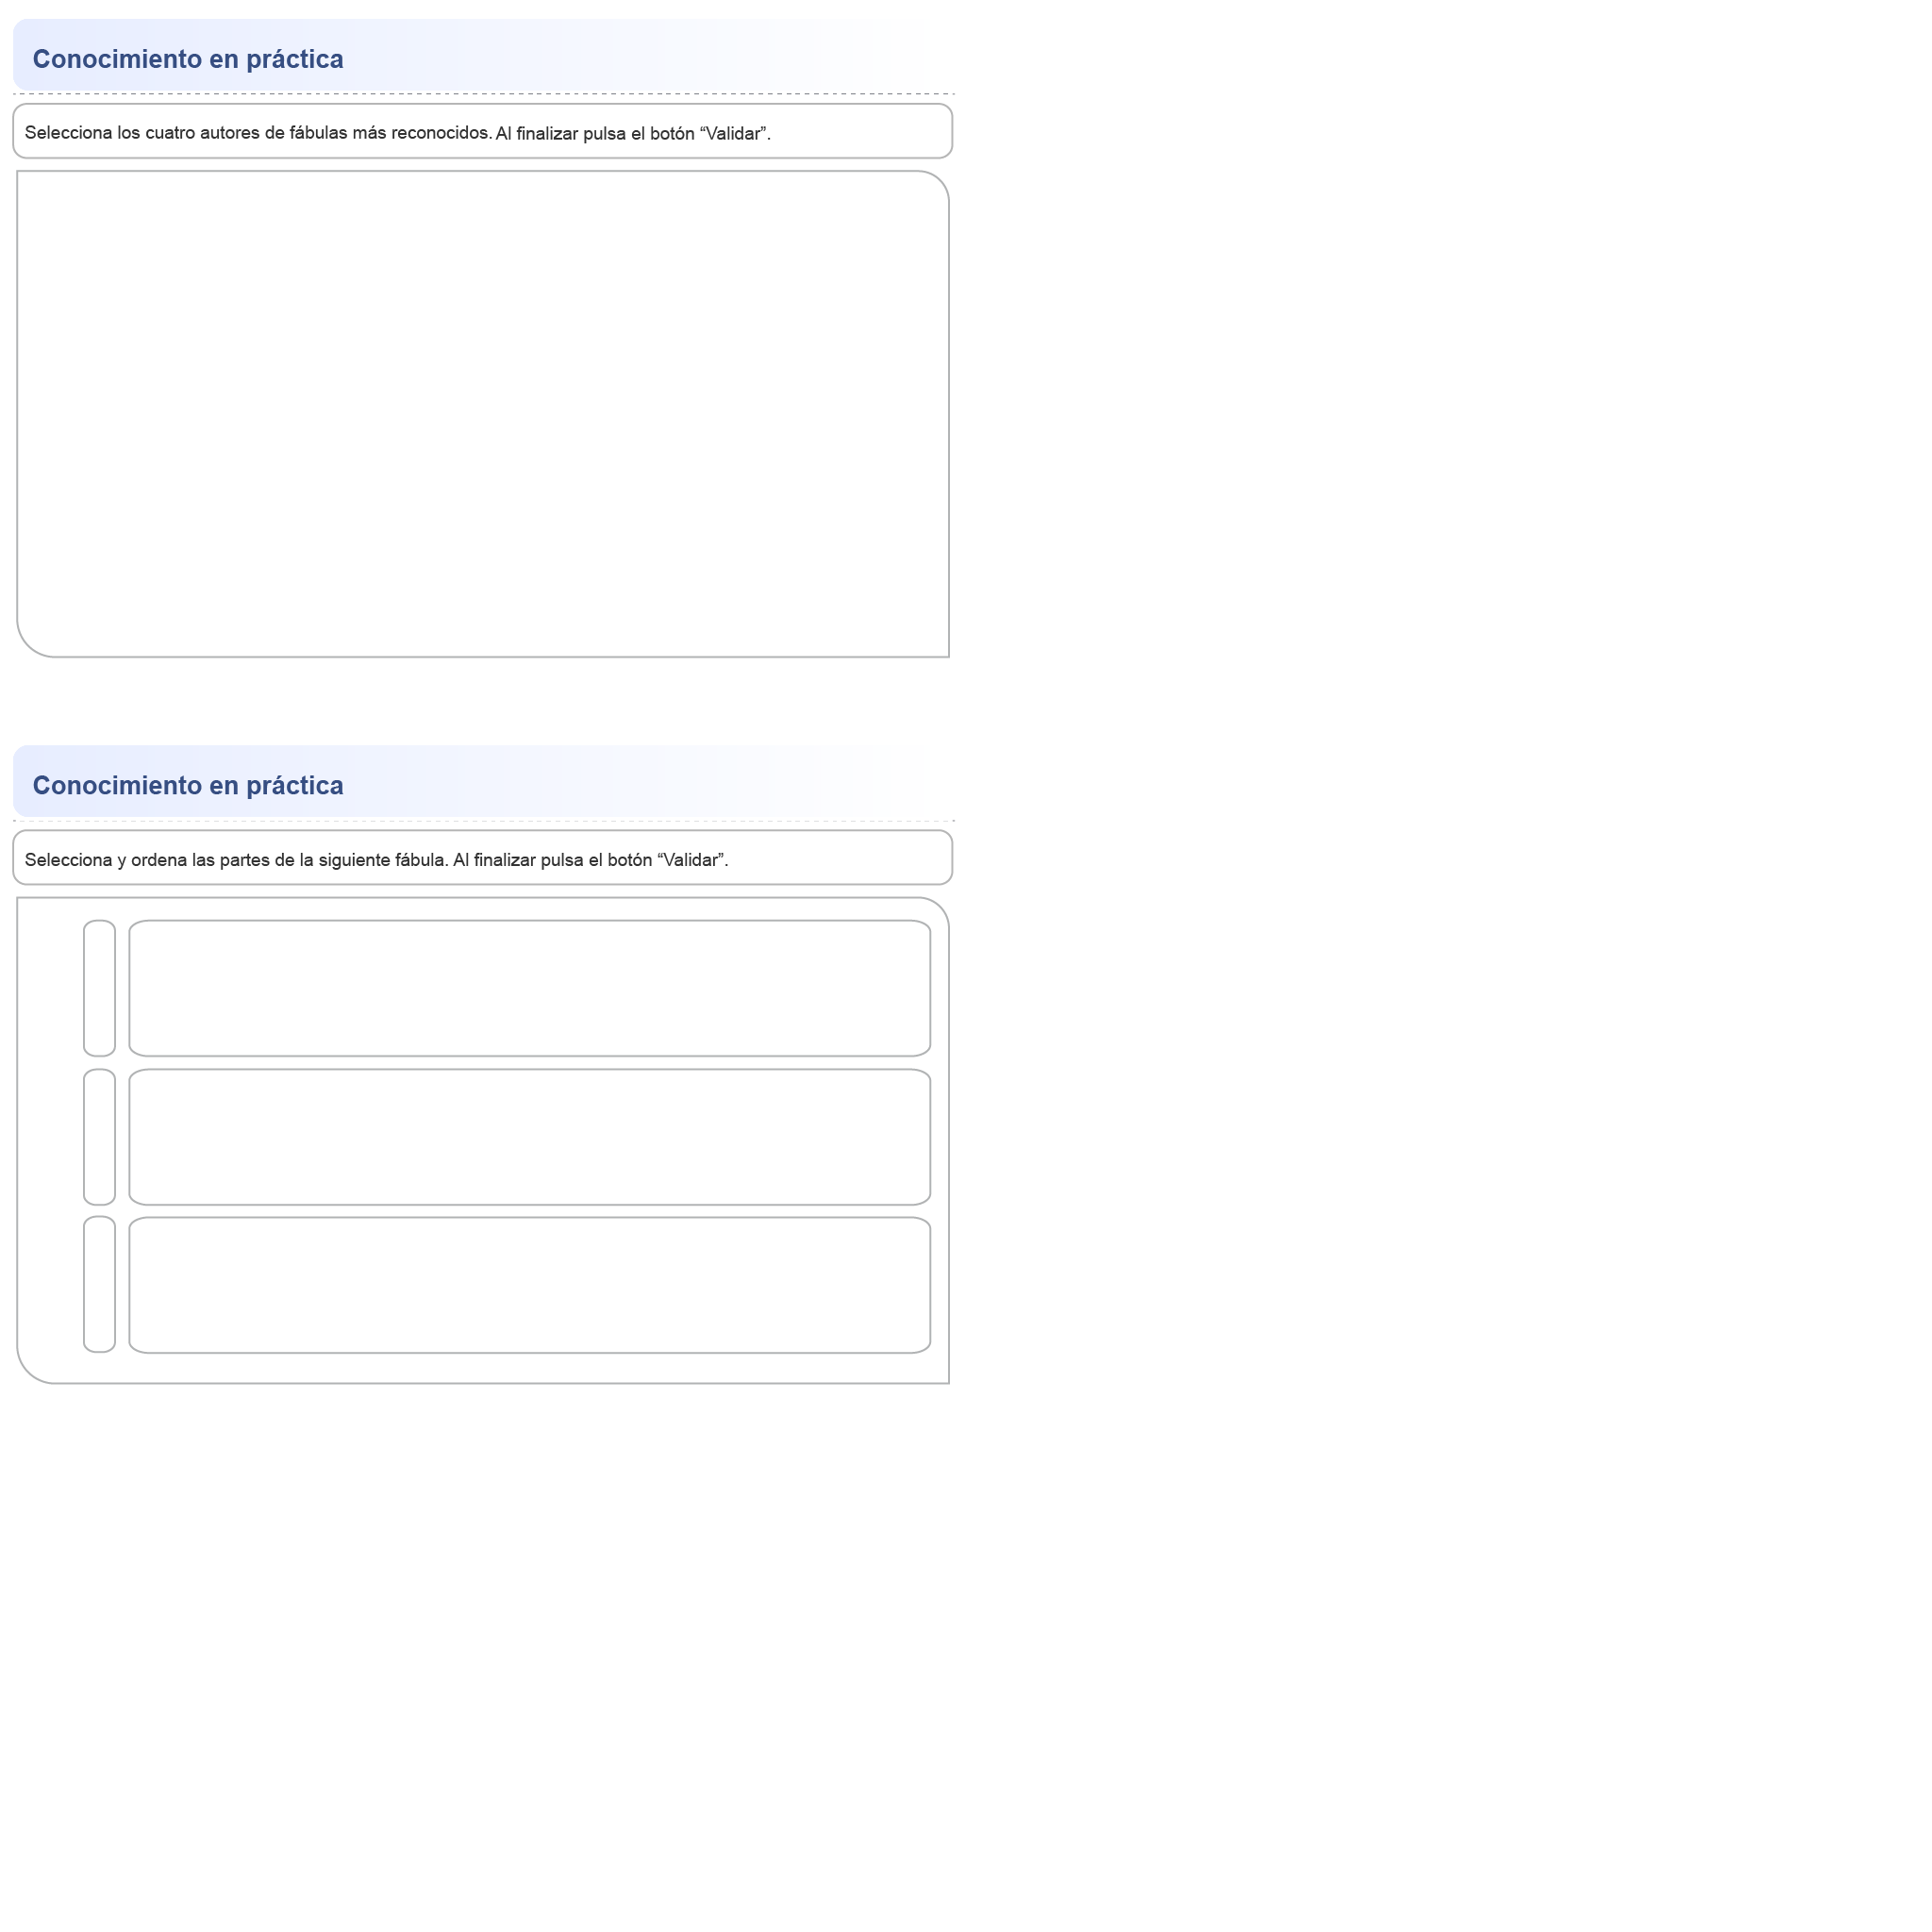 Conocimiento en práctica
Selecciona los cuatro autores de fábulas más reconocidos. Al finalizar pulsa el botón “Validar”.
Conocimiento en práctica
Selecciona y ordena las partes de la siguiente fábula. Al finalizar pulsa el botón “Validar”.